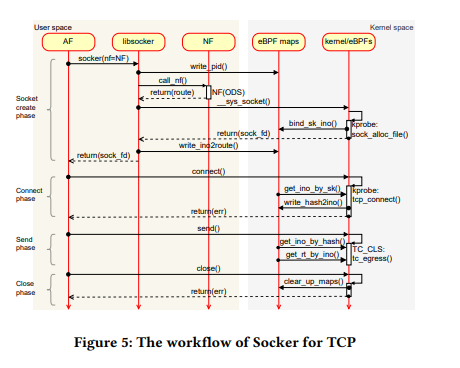 User space
Kernel space
AF
libsocker
NF
eBPF maps
kernel/eBPFs
socker(nf=NF)
write_pid()
call_nf()
return(route)
NF(ODS)
__sys_socket()
Socket
create
phase
bind_sk_ino()
kprobe:
sock_alloc_file()
return(sock_fd)
write_ino2route()
return(sock_fd)
connect()
Connect
phase
get_ino_by_sk()
kprobe:
tcp_connect()
write_hash2ino()
return(err)
send()
Send
phase
get_ino_by_hash()
TC_CLS:
tc_egress()
get_rt_by_ino()
close()
Close
phase
clear_up_maps()
return(err)
Figure 5: The workflow of Socker for TCP